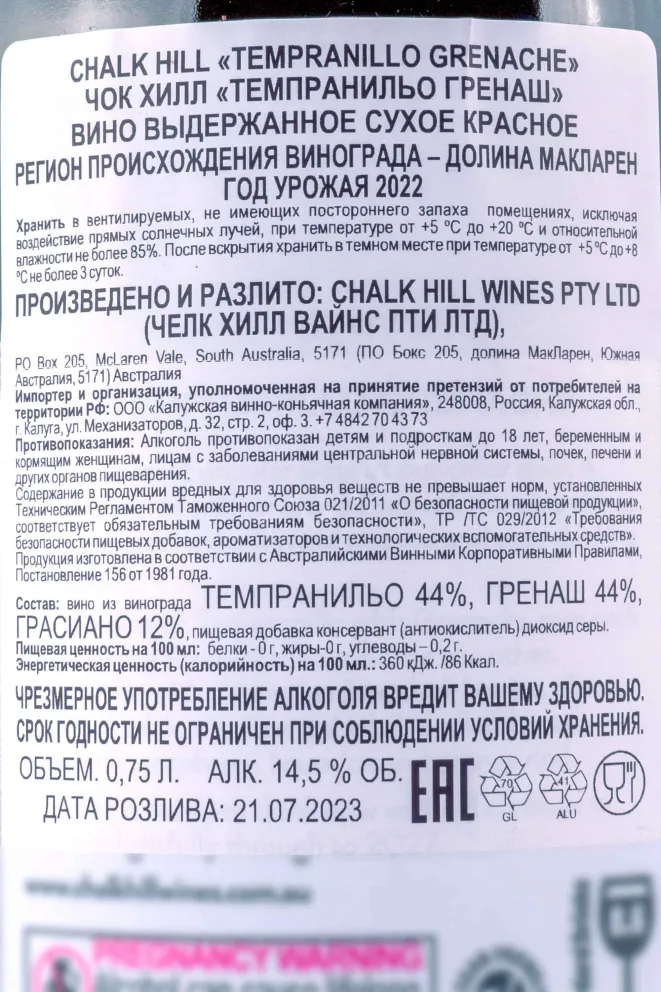 CHALK HILL «TEMPRANILLO GRENACHE»
ЧОК ХИЛЛ «ТЕМПРАНИЛЬО ГРЕНАШ»
ВИНО ВЫДЕРЖАННОЕ СУХОЕ КРАСНОЕ
РЕГИОН ПРОИСХОЖДЕНИЯ ВИНОГРАДА – ДОЛИНА МАКЛАРЕН
ГОД УРОЖАЯ 2022
Хранить в вентилируемых, не имеющих постороннего запаха помещениях, исключая
воздействие прямых солнечных лучей, при температуре от +5 °С до +20 °С и относительной
влажности не более 85%. После вскрытия хранить в темном месте при температуре от +5 °С до +8
°С не более 3 суток.
ПРОИЗВЕДЕНО И РАЗЛИТО: CHALK HILL WINES PTY LTD
(ЧЕЛК ХИЛЛ ВАЙНС ПТИ ЛТД),
PO Box 205, McLaren Vale, South Australia, 5171 (ПО Бокс 205, долина МакЛарен, Южная
Австралия, 5171) Австралия
Импортер и организация, уполномоченная на принятие претензий от потребителей на
территории РФ: ООО «Калужская винно-коньячная компания», 248008, Россия, Калужская обл.,
г. Калуга, ул. Механизаторов, д. 32, стр. 2, оф. 3. +7 4842 70 43 73
Противопоказания: Алкоголь противопоказан детям и подросткам до 18 лет, беременным и
кормящим женщинам, лицам с заболеваниями центральной нервной системы, почек, печени и
других органов пищеварения.
Содержание в продукции вредных для здоровья веществ не превышает норм, установленных
Техническим Регламентом Таможенного Союза 021/2011 «О безопасности пищевой продукции»,
соответствует обязательным требованиям безопасности», ТР /ТС 029/2012 «Требования
безопасности пищевых добавок, ароматизаторов и технологических вспомогательных средств».
Продукция изготовлена в соответствии с Австралийскими Винными Корпоративными Правилами,
Постановление 156 от 1981 года.
Состав: вино из винограда ТЕМПРАНИЛЬО 44%, ГРЕНАШ 44%,
ГРАСИАНО 12%, пищевая добавка консервант (антиокислитель) диоксид серы.
Пищевая ценность на 100 мл: белки - 0 г, жиры-0 г, углеводы – 0,2 г.
Энергетическая ценность (калорийность) на 100 мл.: 360 кДж. /86 Ккал.
ЧРЕЗМЕРНОЕ УПОТРЕБЛЕНИЕ АЛКОГОЛЯ ВРЕДИТ ВАШЕМУ ЗДОРОВЬЮ.
СРОК ГОДНОСТИ НЕ ОГРАНИЧЕН ПРИ СОБЛЮДЕНИИ УСЛОВИЙ ХРАНЕНИЯ.
ОБЪЕМ. 0,75 Л. АЛК. 14,5 % ОБ.
ЕАС
70
GL
41
ALU
ДАТА РОЗЛИВА: 21.07.2023
www.chalkhillwines.com.au
PREGNANCY WARNING